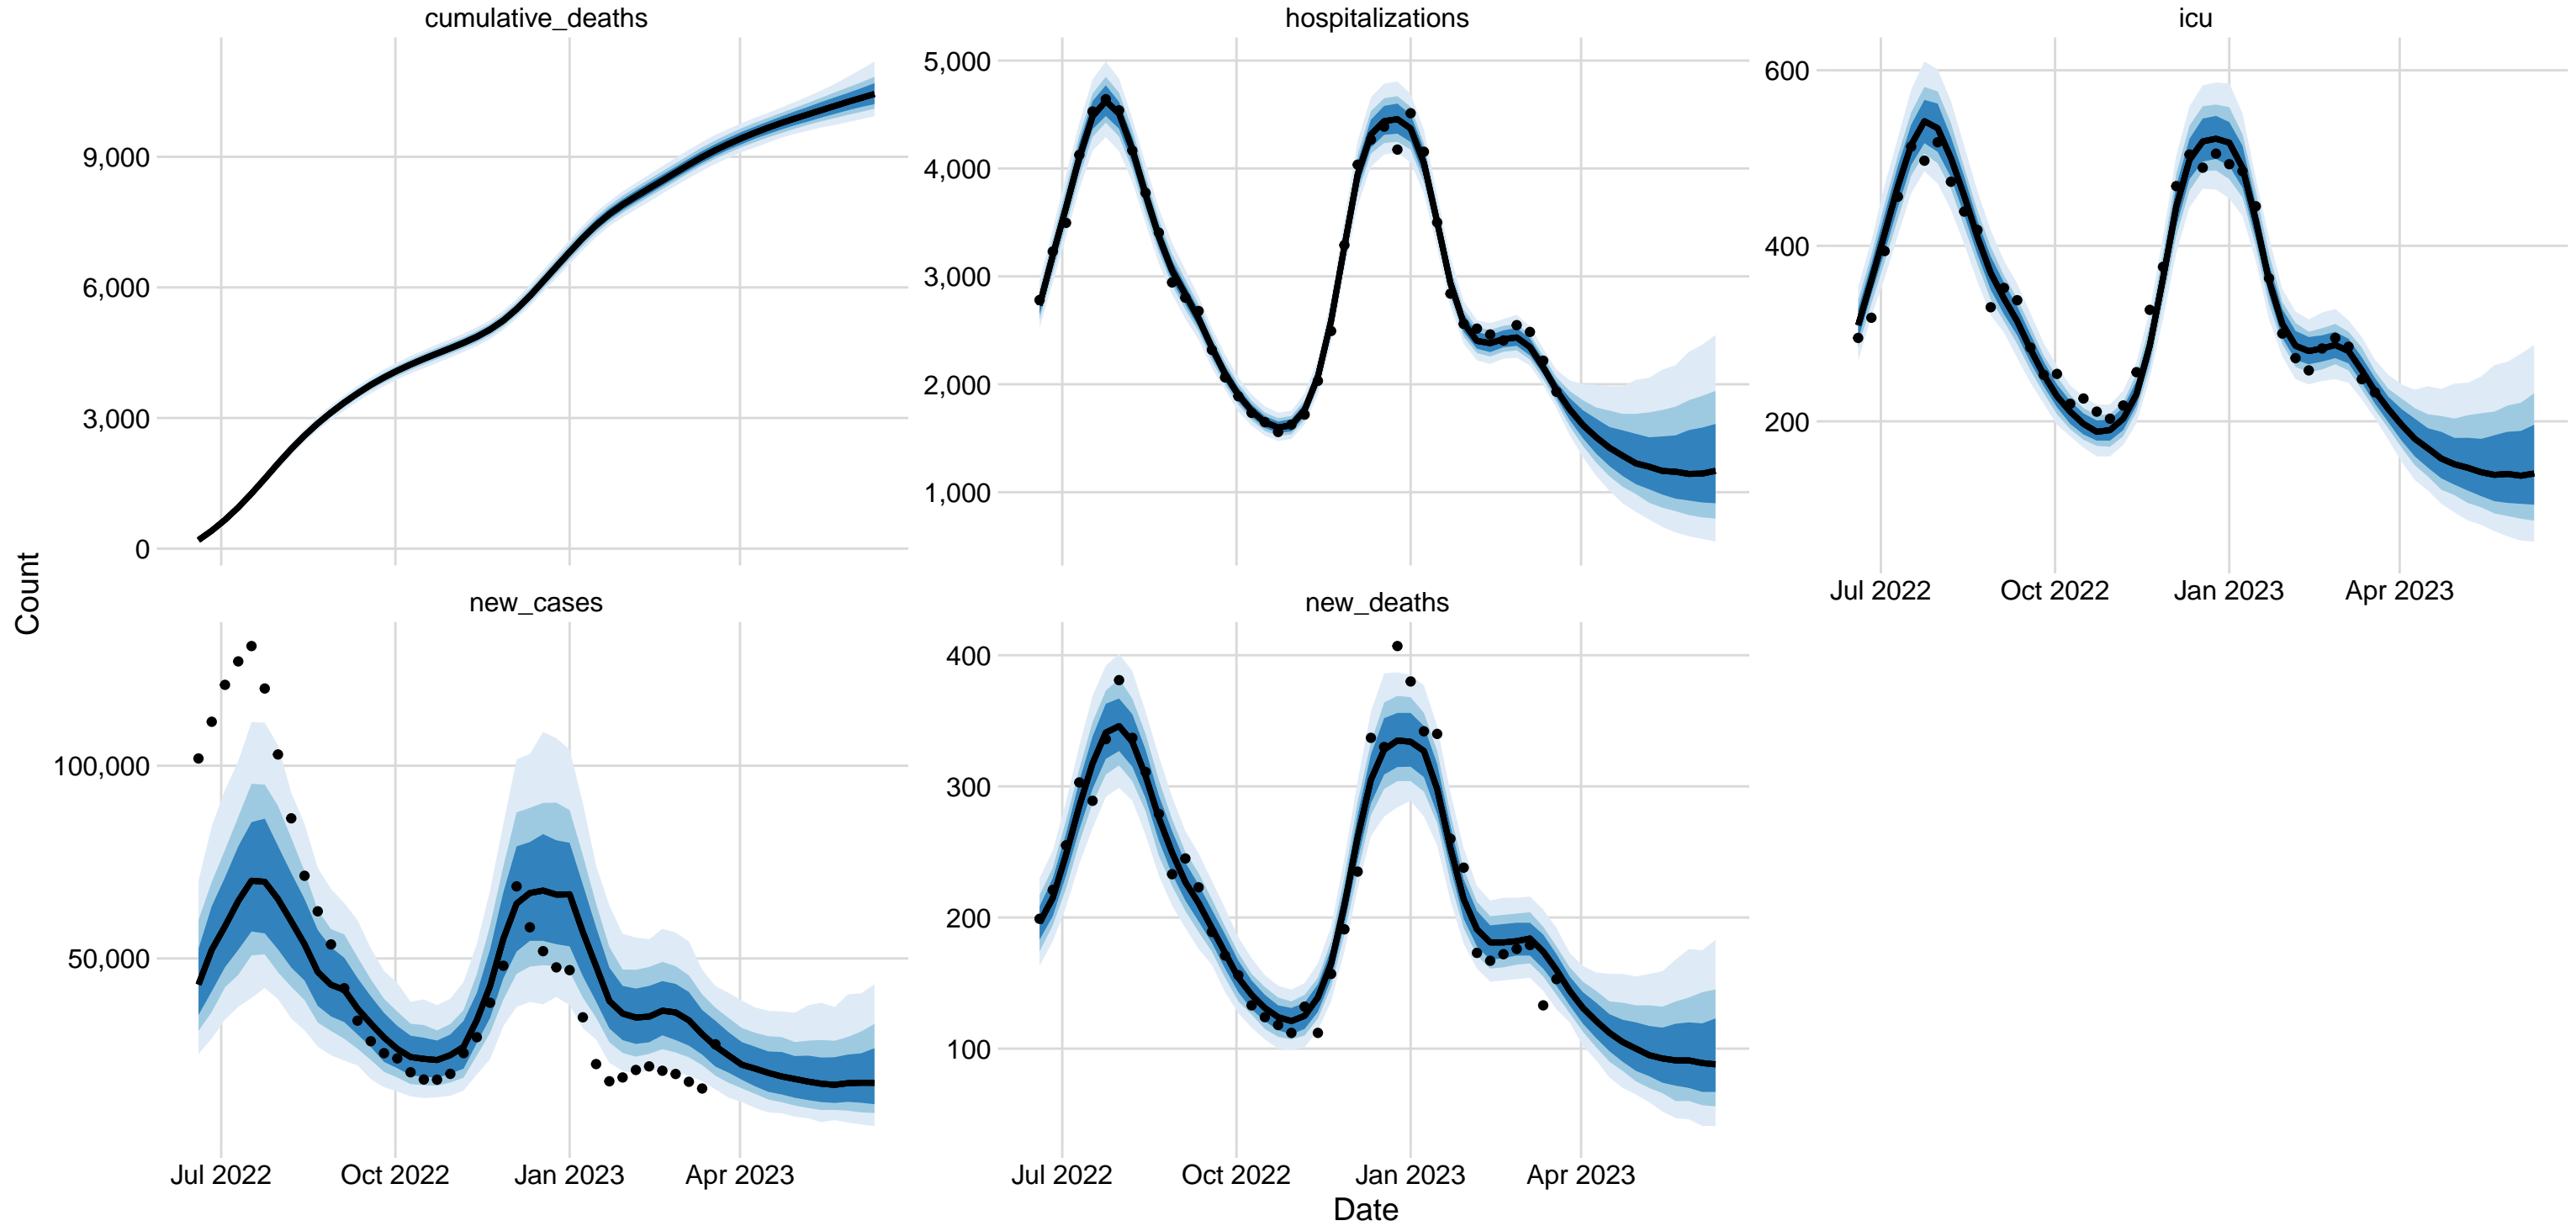 cumulative_deaths
hospitalizations
icu
9,000
6,000
3,000
0
5,000
4,000
3,000
2,000
1,000
600
400
200
Jul 2022 Oct 2022 Jan 2023 Apr 2023
Count
new_cases
new_deaths
100,000
50,000
400
300
200
100
Jul 2022 Oct 2022 Jan 2023 Apr 2023
Jul 2022 Oct 2022 Jan 2023 Apr 2023
Date